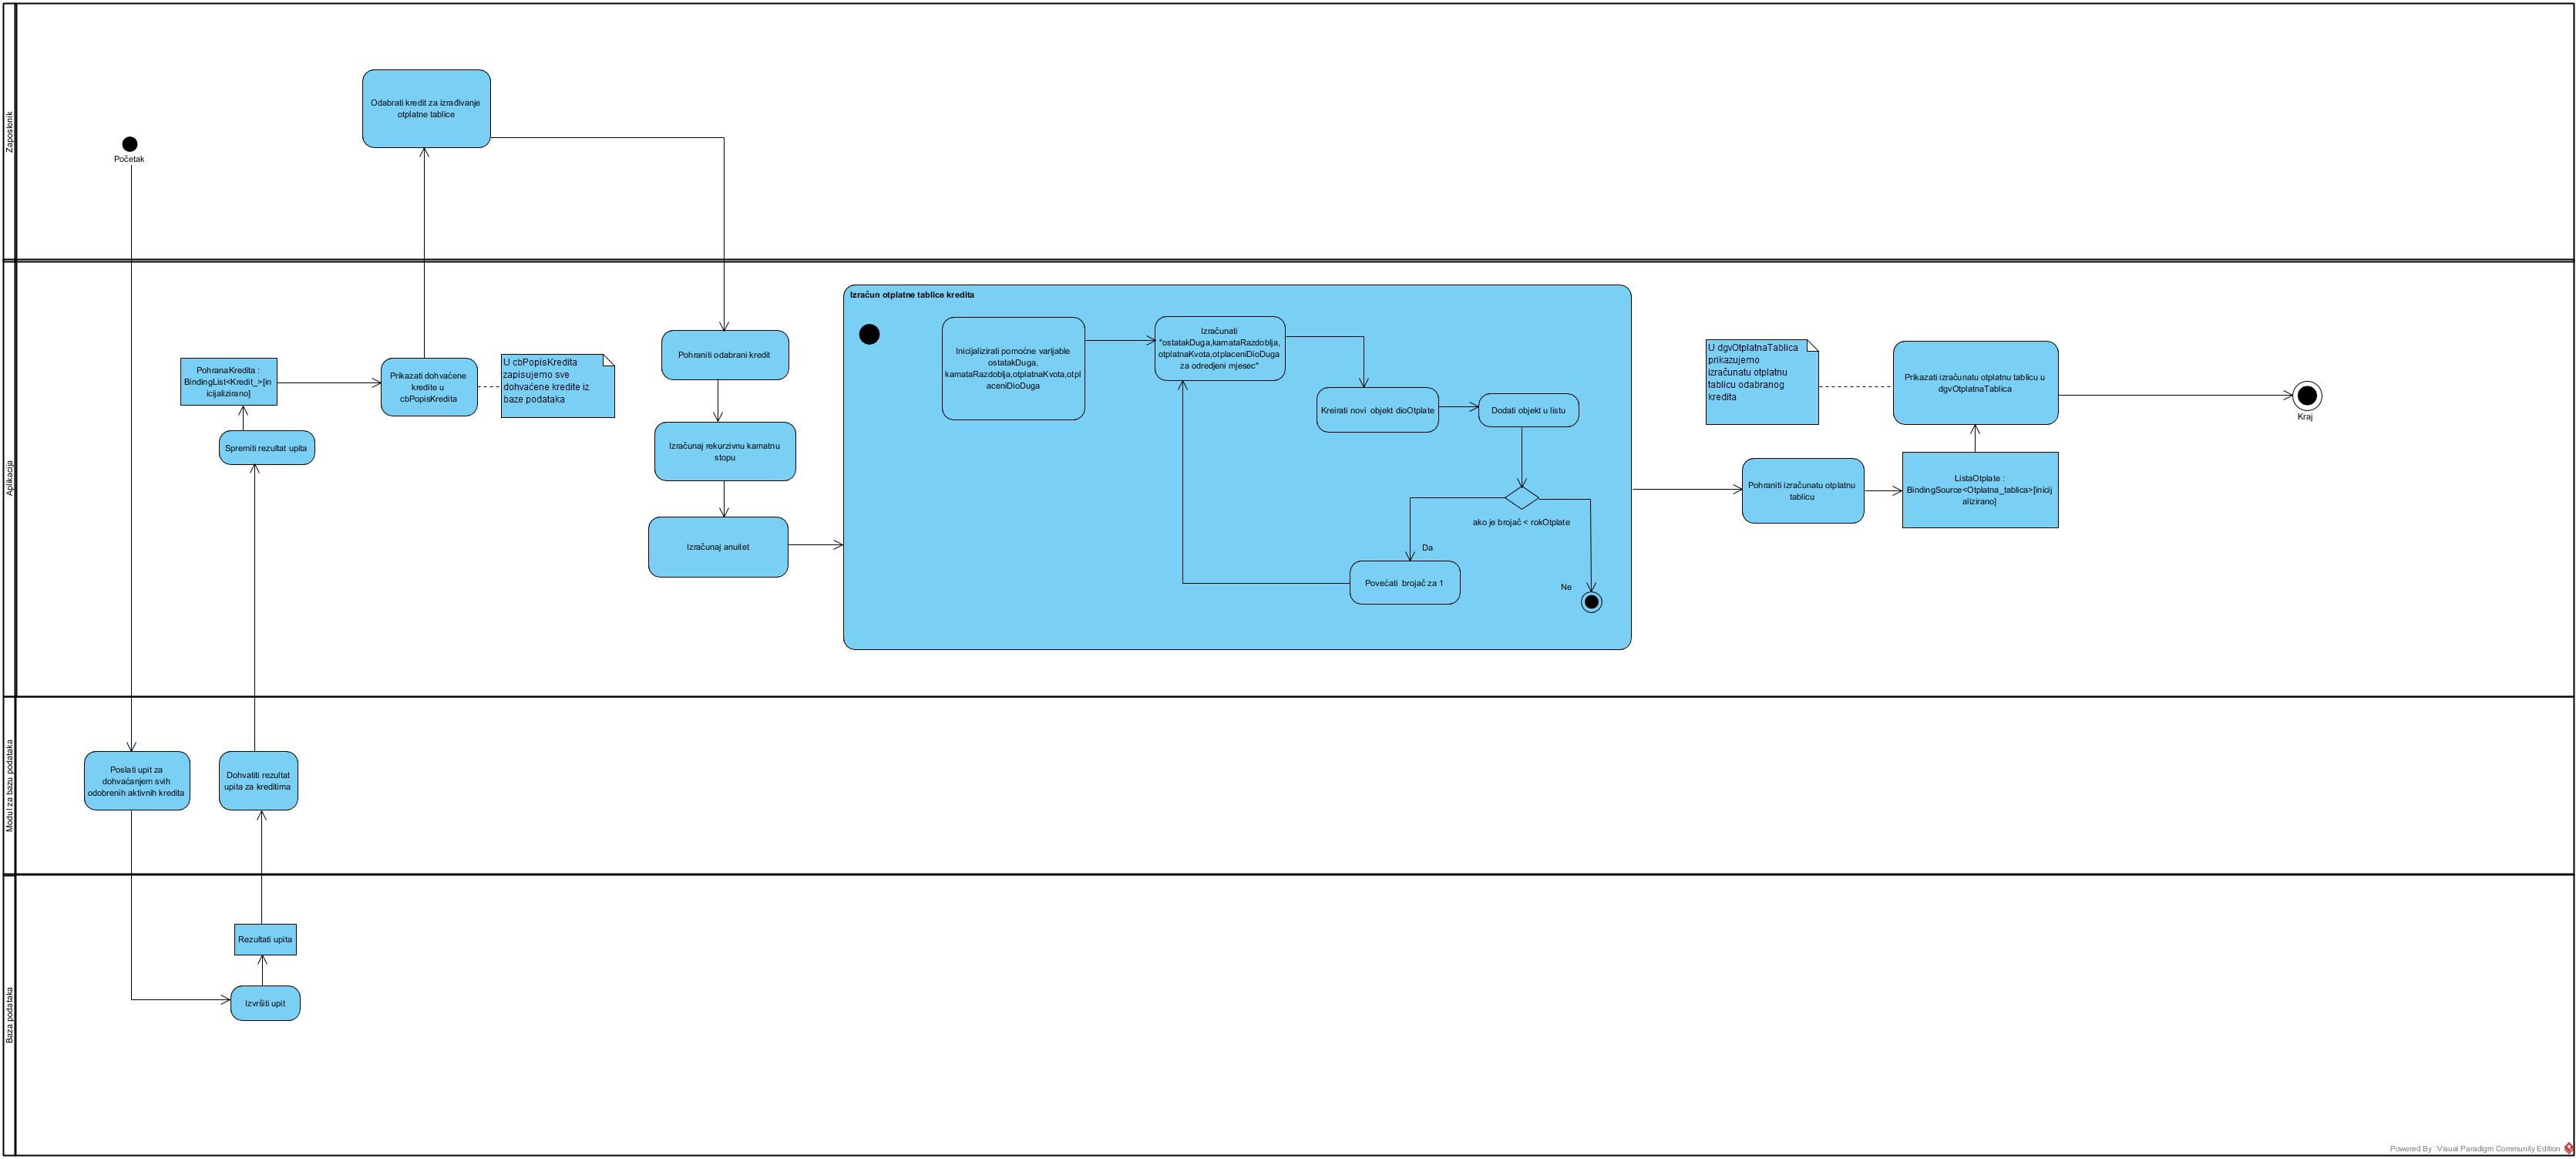 Zaposlenik
Početak
Odabrati kredit za izrađivanje
otplatne tablice
Aplikacija
PohranaKredita :
BindingList<Kredit_>[in
icijalizirano]
Spremiti rezultat upita
Prikazati dohvaćene
kredite u
cbPopisKredita
U cbPopisKredita
zapisujemo sve
dohvaćene kredite iz
baze podataka
Pohraniti odabrani kredit
Izračunaj rekurzivnu kamatnu
stopu
Izračunaj anuitet
Izračun otplatne tablice kredita
Inicijalizirati pomoćne varijable
ostatakDuga,
kamataRazdoblja,otplatnaKvota,otpl
aceniDioDuga
Izračunati
"ostatakDuga,kamataRazdoblja,
otplatnaKvota,otplaceniDioDuga
za odredjeni mjesec"
Kreirati novi objekt dioOtplate
Dodati objekt u listu
ako je brojač < rokOtplate
Da
Povećati brojač za 1
Ne
U dgvOtplatnaTablica
prikazujemo
izračunatu otplatnu
tablicu odabranog
kredita
Prikazati izračunatu otplatnu tablicu u
dgvOtplatnaTablica
Pohraniti izračunatu otplatnu
tablicu
ListaOtplate :
BindingSource<Otplatna_tablica>[inicij
alizirano]
Kraj
Modul za bazu podataka
Poslati upit za
dohvaćanjem svih
odobrenih aktivnih kredita
Dohvatiti rezultat
upita za kreditima
Baza podataka
Rezultati upita
Izvršiti upit
Powered By Visual Paradigm Community Edition